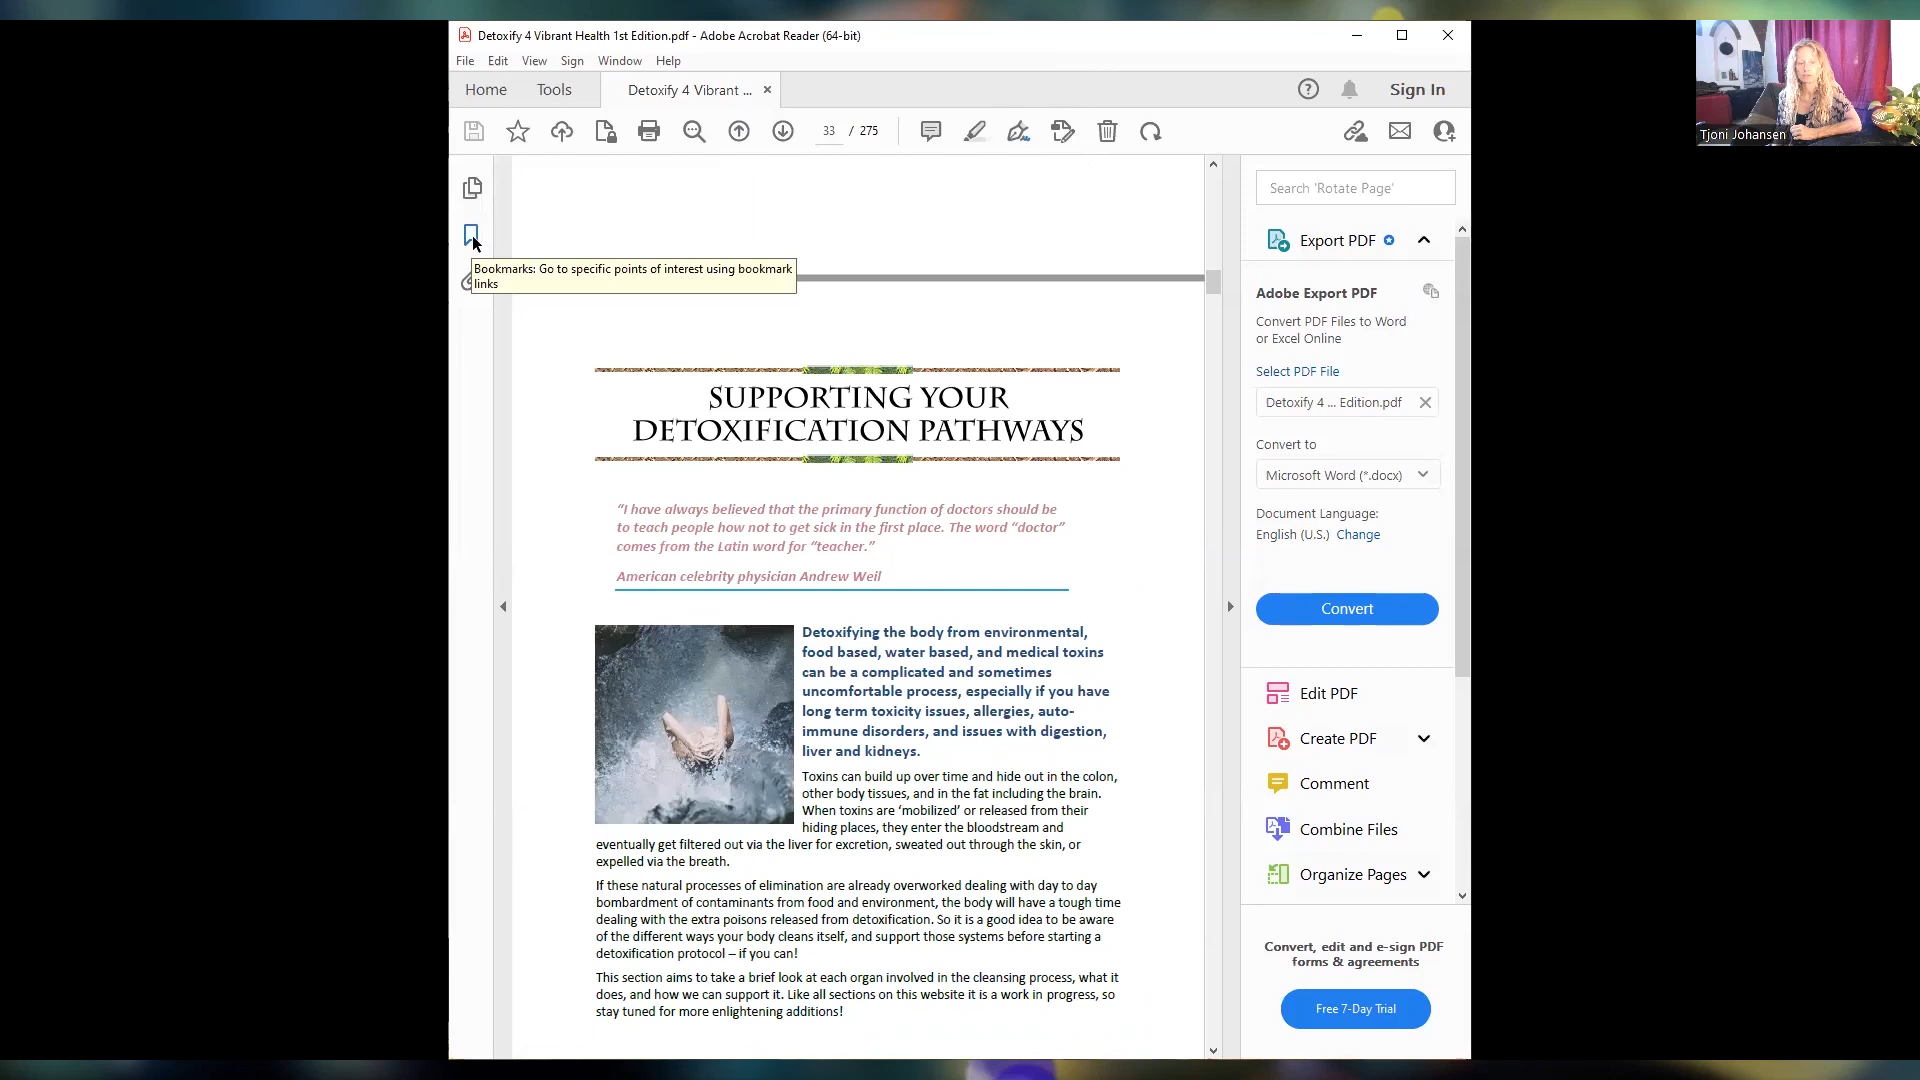 Detoxify 4 Vibrant Health 1st Edition.pdf - Adobe Acrobat Reader (64-bit)
File Edit View Sign Window Help
Home Tools Detoxify 4 Vibrant ... Sign In
33 / 275
Tjoni Johansen
Bookmarks: Go to specific points of interest using bookmark
links
SUPPORTING YOUR
DETOXIFICATION PATHWAYS
“I have always believed that the primary function of doctors should be
to teach people how not to get sick in the first place. The word “doctor”
comes from the Latin word for “teacher.”
American celebrity physician Andrew Weil
Detoxifying the body from environmental,
food based, water based, and medical toxins
can be a complicated and sometimes
uncomfortable process, especially if you have
long term toxicity issues, allergies, auto-
immune disorders, and issues with digestion,
liver and kidneys.
Toxins can build up over time and hide out in the colon,
other body tissues, and in the fat including the brain.
When toxins are ‘mobilized’ or released from their
hiding places, they enter the bloodstream and
eventually get filtered out via the liver for excretion, sweated out through the skin, or
expelled via the breath.
If these natural processes of elimination are already overworked dealing with day to day
bombardment of contaminants from food and environment, the body will have a tough time
dealing with the extra poisons released from detoxification. So it is a good idea to be aware
of the different ways your body cleans itself, and support those systems before starting a
detoxification protocol – if you can!
This section aims to take a brief look at each organ involved in the cleansing process, what it
does, and how we can support it. Like all sections on this website it is a work in progress, so
stay tuned for more enlightening additions!
Search 'Rotate Page'
Export PDF
Adobe Export PDF
Convert PDF Files to Word
or Excel Online
Select PDF File
Detoxify 4 ... Edition.pdf
Convert to
Microsoft Word (*.docx)
Document Language:
English (U.S.) Change
Convert
Edit PDF
Create PDF
Comment
Combine Files
Organize Pages
Convert, edit and e-sign PDF
forms & agreements
Free 7-Day Trial